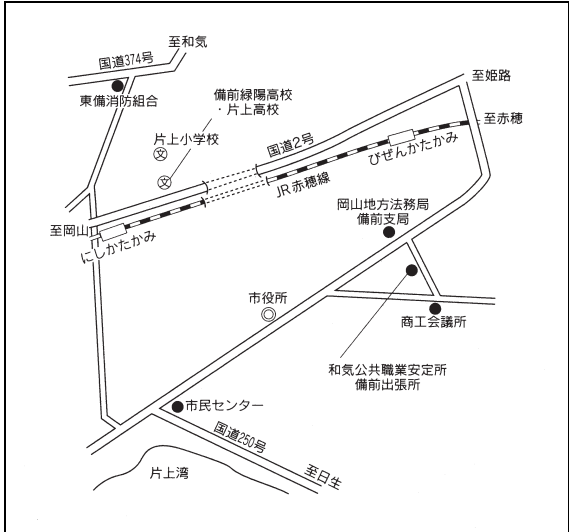 至和気
国道374号
東備消防組合
備前緑陽高校
・片上高校
片上小学校
文
文
国道2号
至姫路
至赤穂
びぜんかたかみ
JR赤穂線
至岡山
にしかたかみ
岡山地方法務局
備前支局
市役所
商工会議所
和気公共職業安定所
備前出張所
市民センター
国道250号
至日生
片上湾